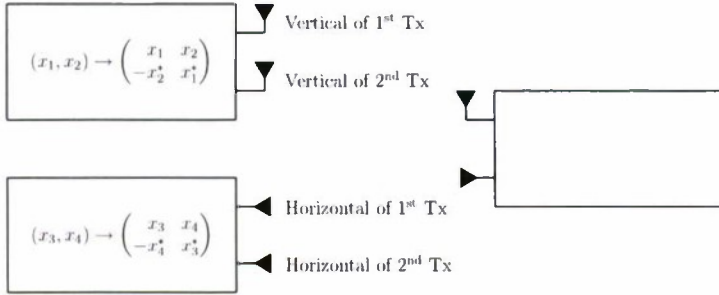 Vertical of 1st Tx
(x₁, x₂) → ( x₁ x₂
−x₂* x₁* )
Vertical of 2nd Tx
Horizontal of 1st Tx
(x₃, x₄) → ( x₃ x₄
−x₄* x₃* )
Horizontal of 2nd Tx